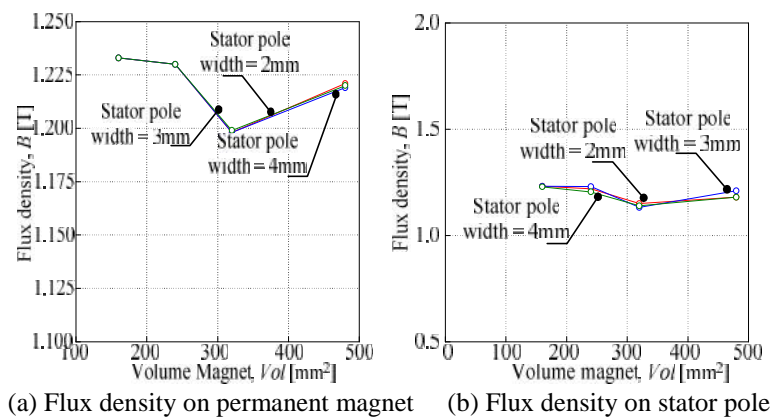 1.250
1.225
1.200
1.175
1.150
1.125
1.100
Flux density, B [T]
Stator pole
width = 2mm
Stator pole
width = 3mm
Stator pole
width = 4mm
100
200
300
400
500
Volume Magnet, Vol [mm²]
(a) Flux density on permanent magnet
2.0
1.5
1.0
0.5
Flux density, B [T]
Stator pole
width = 2mm
Stator pole
width = 3mm
Stator pole
width = 4mm
0
100
200
300
400
500
Volume magnet, Vol [mm²]
(b) Flux density on stator pole